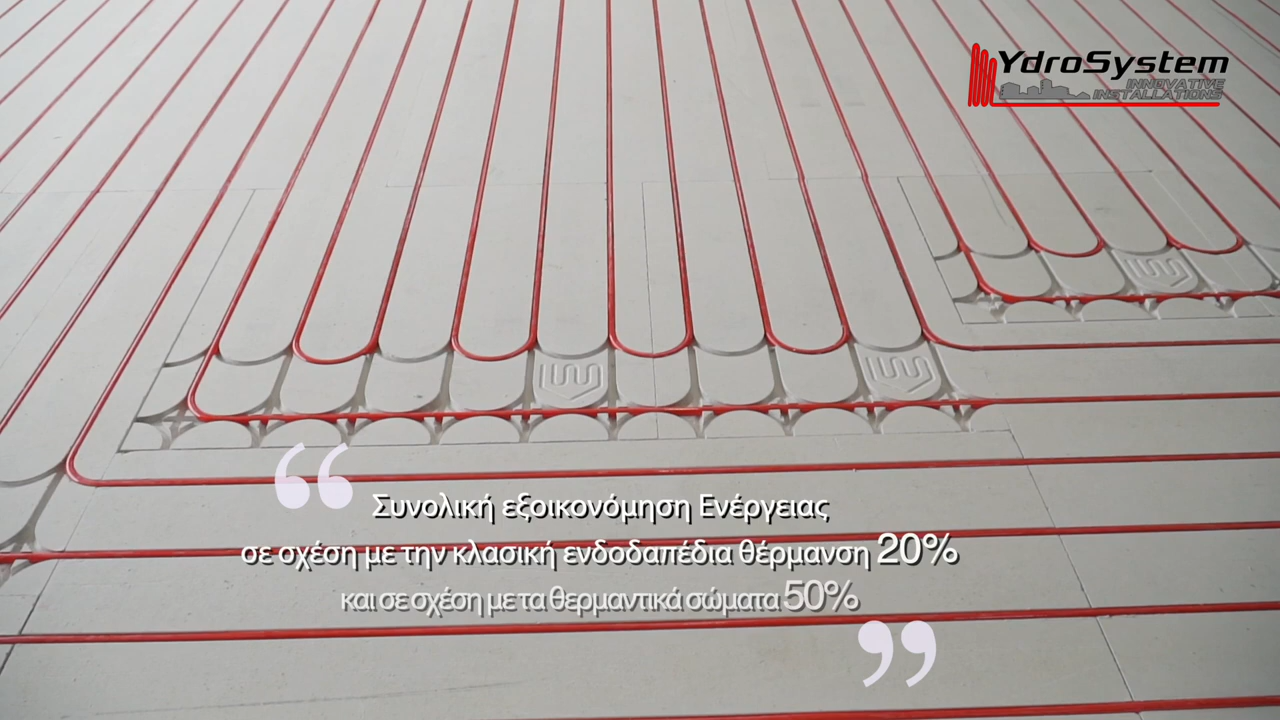 YdroSystem
INNOVATIVE
INSTALLATIONS
“
Συνολική εξοικονόμηση Ενέργειας
σε σχέση με την κλασική ενδοδαπέδια θέρμανση 20%
και σε σχέση με τα θερμαντικά σώματα 50%
”